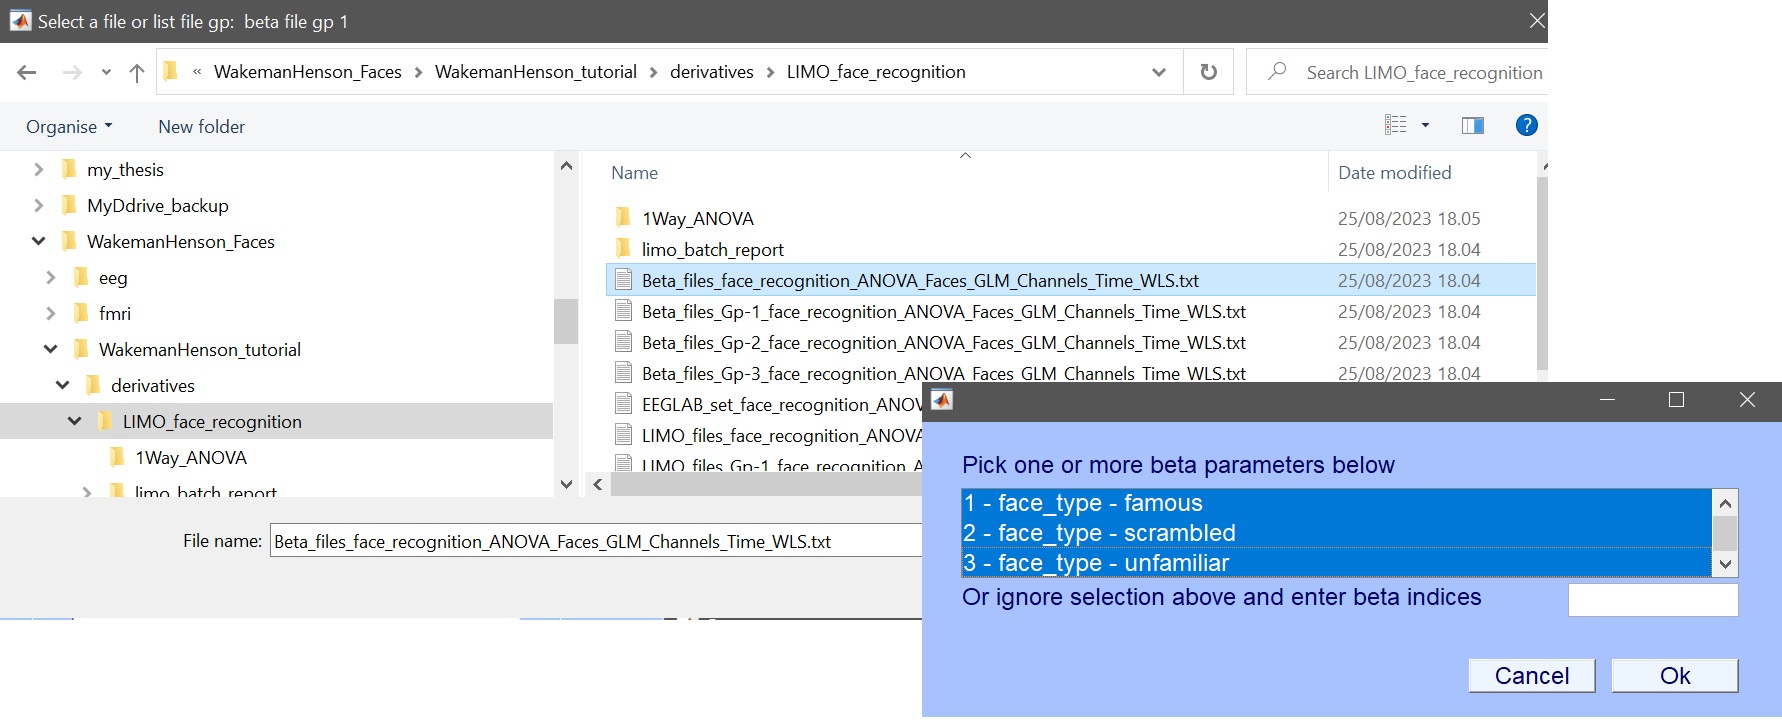 Select a file or list file gp:  beta file gp 1
« WakemanHenson_Faces > WakemanHenson_tutorial > derivatives > LIMO_face_recognition
Search LIMO_face_recognition
Organise New folder
?
my_thesis
MyDdrive_backup
WakemanHenson_Faces
eeg
fmri
WakemanHenson_tutorial
derivatives
LIMO_face_recognition
1Way_ANOVA
limo_batch_report
Name Date modified
1Way_ANOVA 25/08/2023 18.05
limo_batch_report 25/08/2023 18.04
Beta_files_face_recognition_ANOVA_Faces_GLM_Channels_Time_WLS.txt 25/08/2023 18.04
Beta_files_Gp-1_face_recognition_ANOVA_Faces_GLM_Channels_Time_WLS.txt 25/08/2023 18.04
Beta_files_Gp-2_face_recognition_ANOVA_Faces_GLM_Channels_Time_WLS.txt 25/08/2023 18.04
Beta_files_Gp-3_face_recognition_ANOVA_Faces_GLM_Channels_Time_WLS.txt 25/08/2023 18.04
EEGLAB_set_face_recognition_ANOV
LIMO_files_face_recognition_ANOVA
LIMO_files_Gp-1_face_recognition_A
File name: Beta_files_face_recognition_ANOVA_Faces_GLM_Channels_Time_WLS.txt
Pick one or more beta parameters below
1 - face_type - famous
2 - face_type - scrambled
3 - face_type - unfamiliar
Or ignore selection above and enter beta indices
Cancel Ok